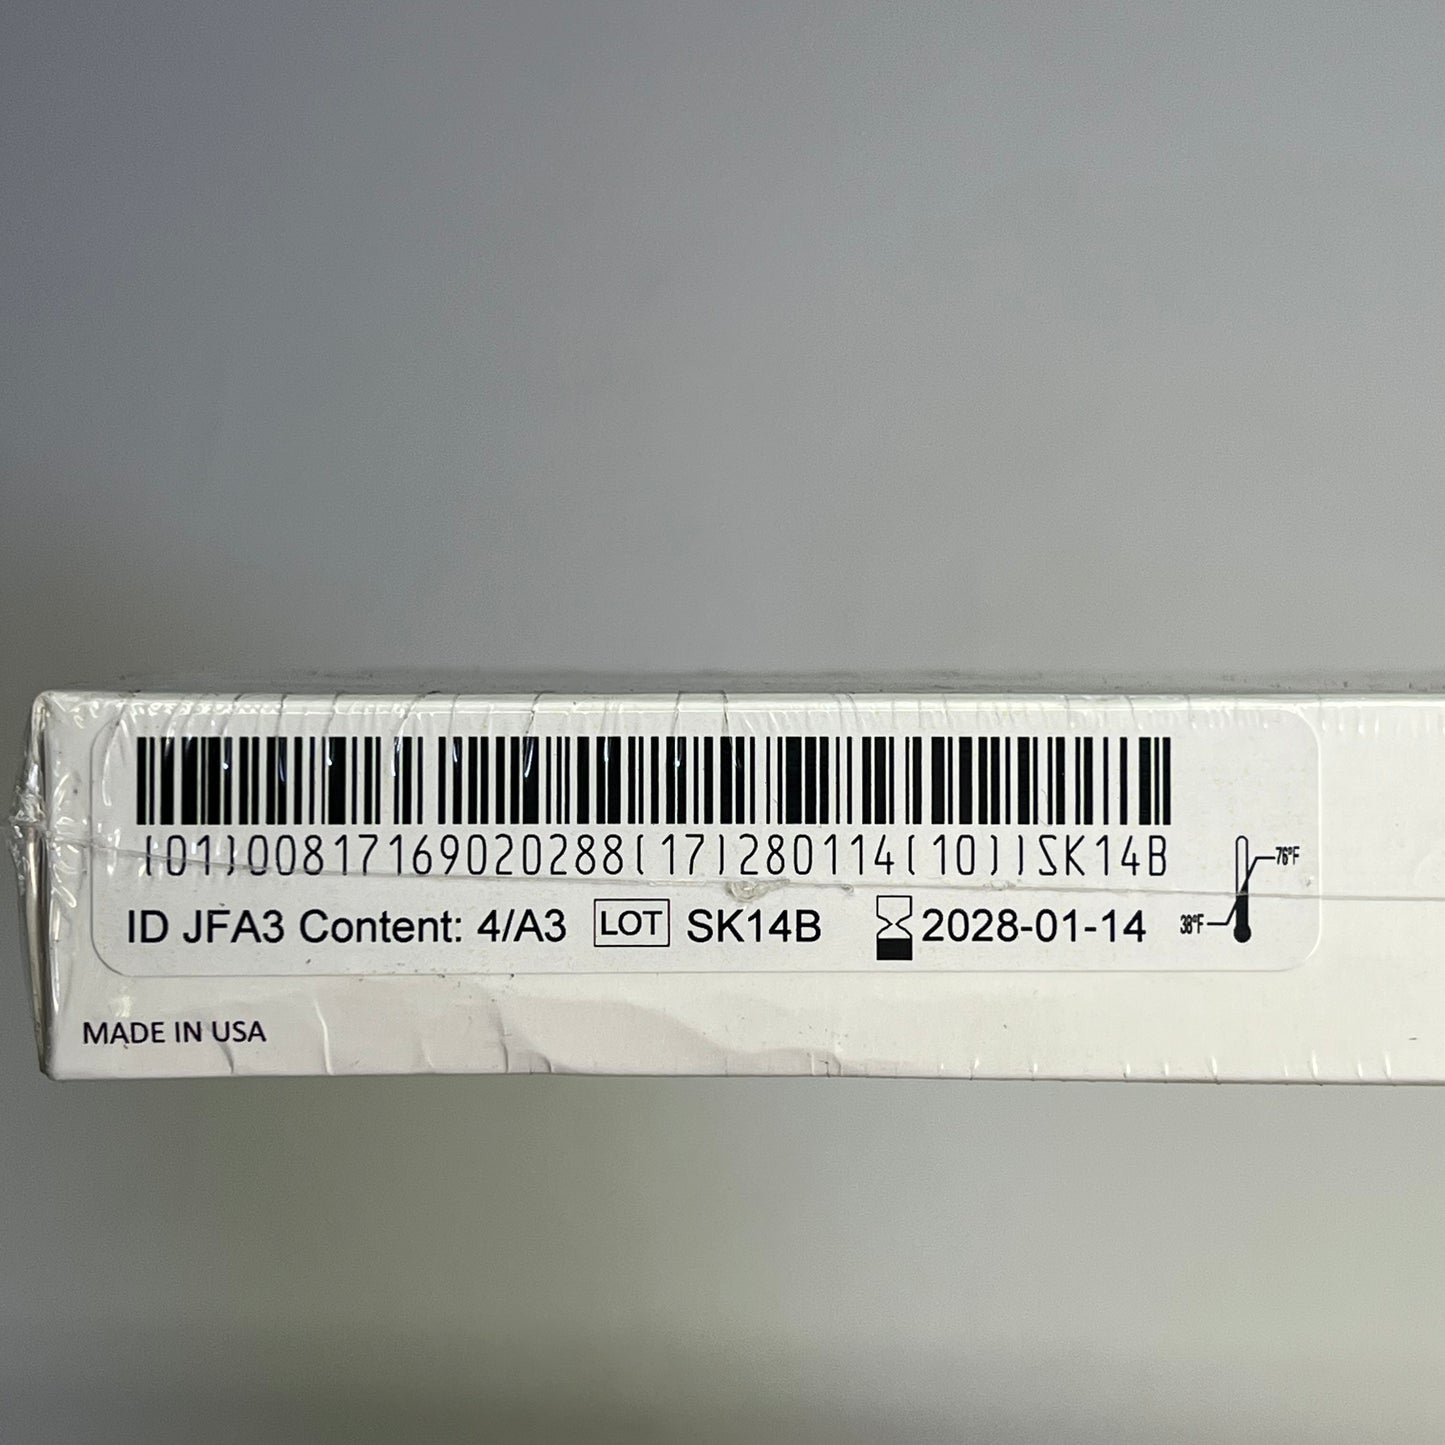 (01)00817169020288(17)280114(10))SK14B
ID JFA3 Content: 4/A3 LOT SK14B 2028-01-14
76°F
38°F
MADE IN USA